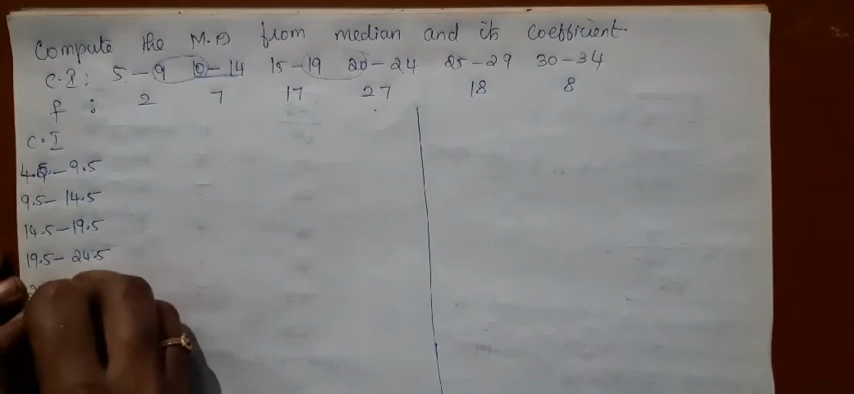 Compute the M.D from median and its coefficient.
C.I: 5-9 10-14 15-19 20-24 25-29 30-34
f : 2 7 17 27 18 8
C.I
4.5-9.5
9.5-14.5
14.5-19.5
19.5-24.5
2